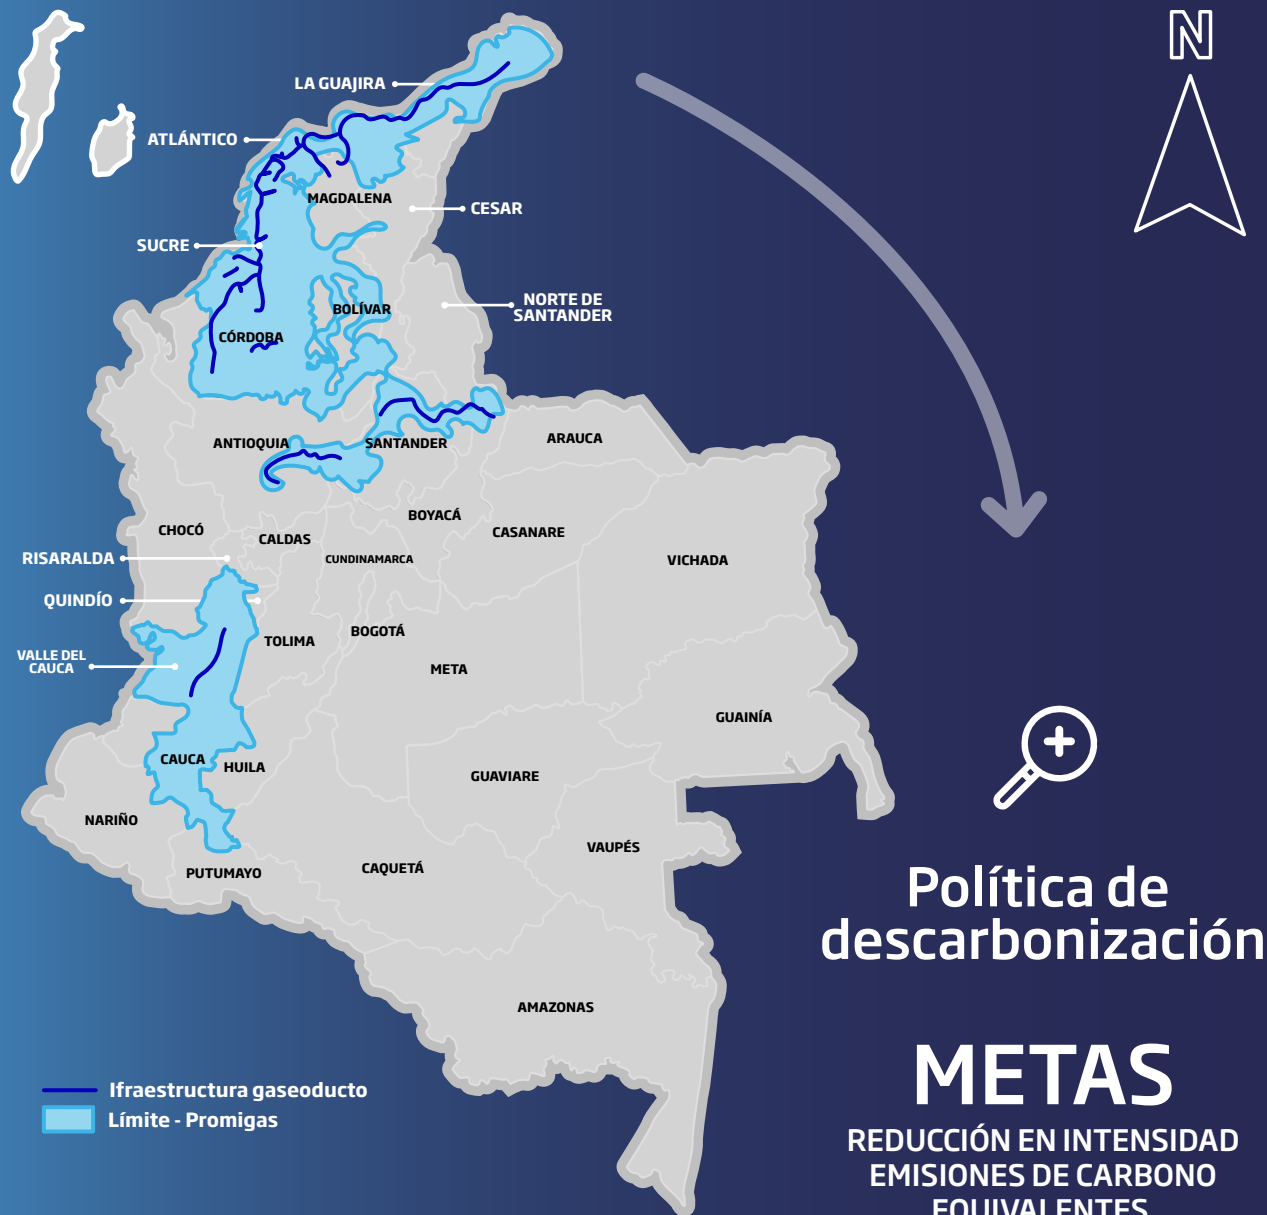 N
LA GUAJIRA
ATLÁNTICO
MAGDALENA
CESAR
SUCRE
NORTE DE
SANTANDER
BOLÍVAR
CÓRDOBA
ANTIOQUIA
SANTANDER
ARAUCA
BOYACÁ
CHOCÓ
CALDAS
CASANARE
CUNDINAMARCA
RISARALDA
VICHADA
QUINDÍO
TOLIMA
BOGOTÁ
VALLE DEL
CAUCA
META
GUAINÍA
CAUCA
HUILA
GUAVIARE
NARIÑO
VAUPÉS
PUTUMAYO
CAQUETÁ
AMAZONAS
Ifraestructura gaseoducto
Límite - Promigas
Política de
descarbonización
METAS
REDUCCIÓN EN INTENSIDAD
EMISIONES DE CARBONO
EQUIVALENTES